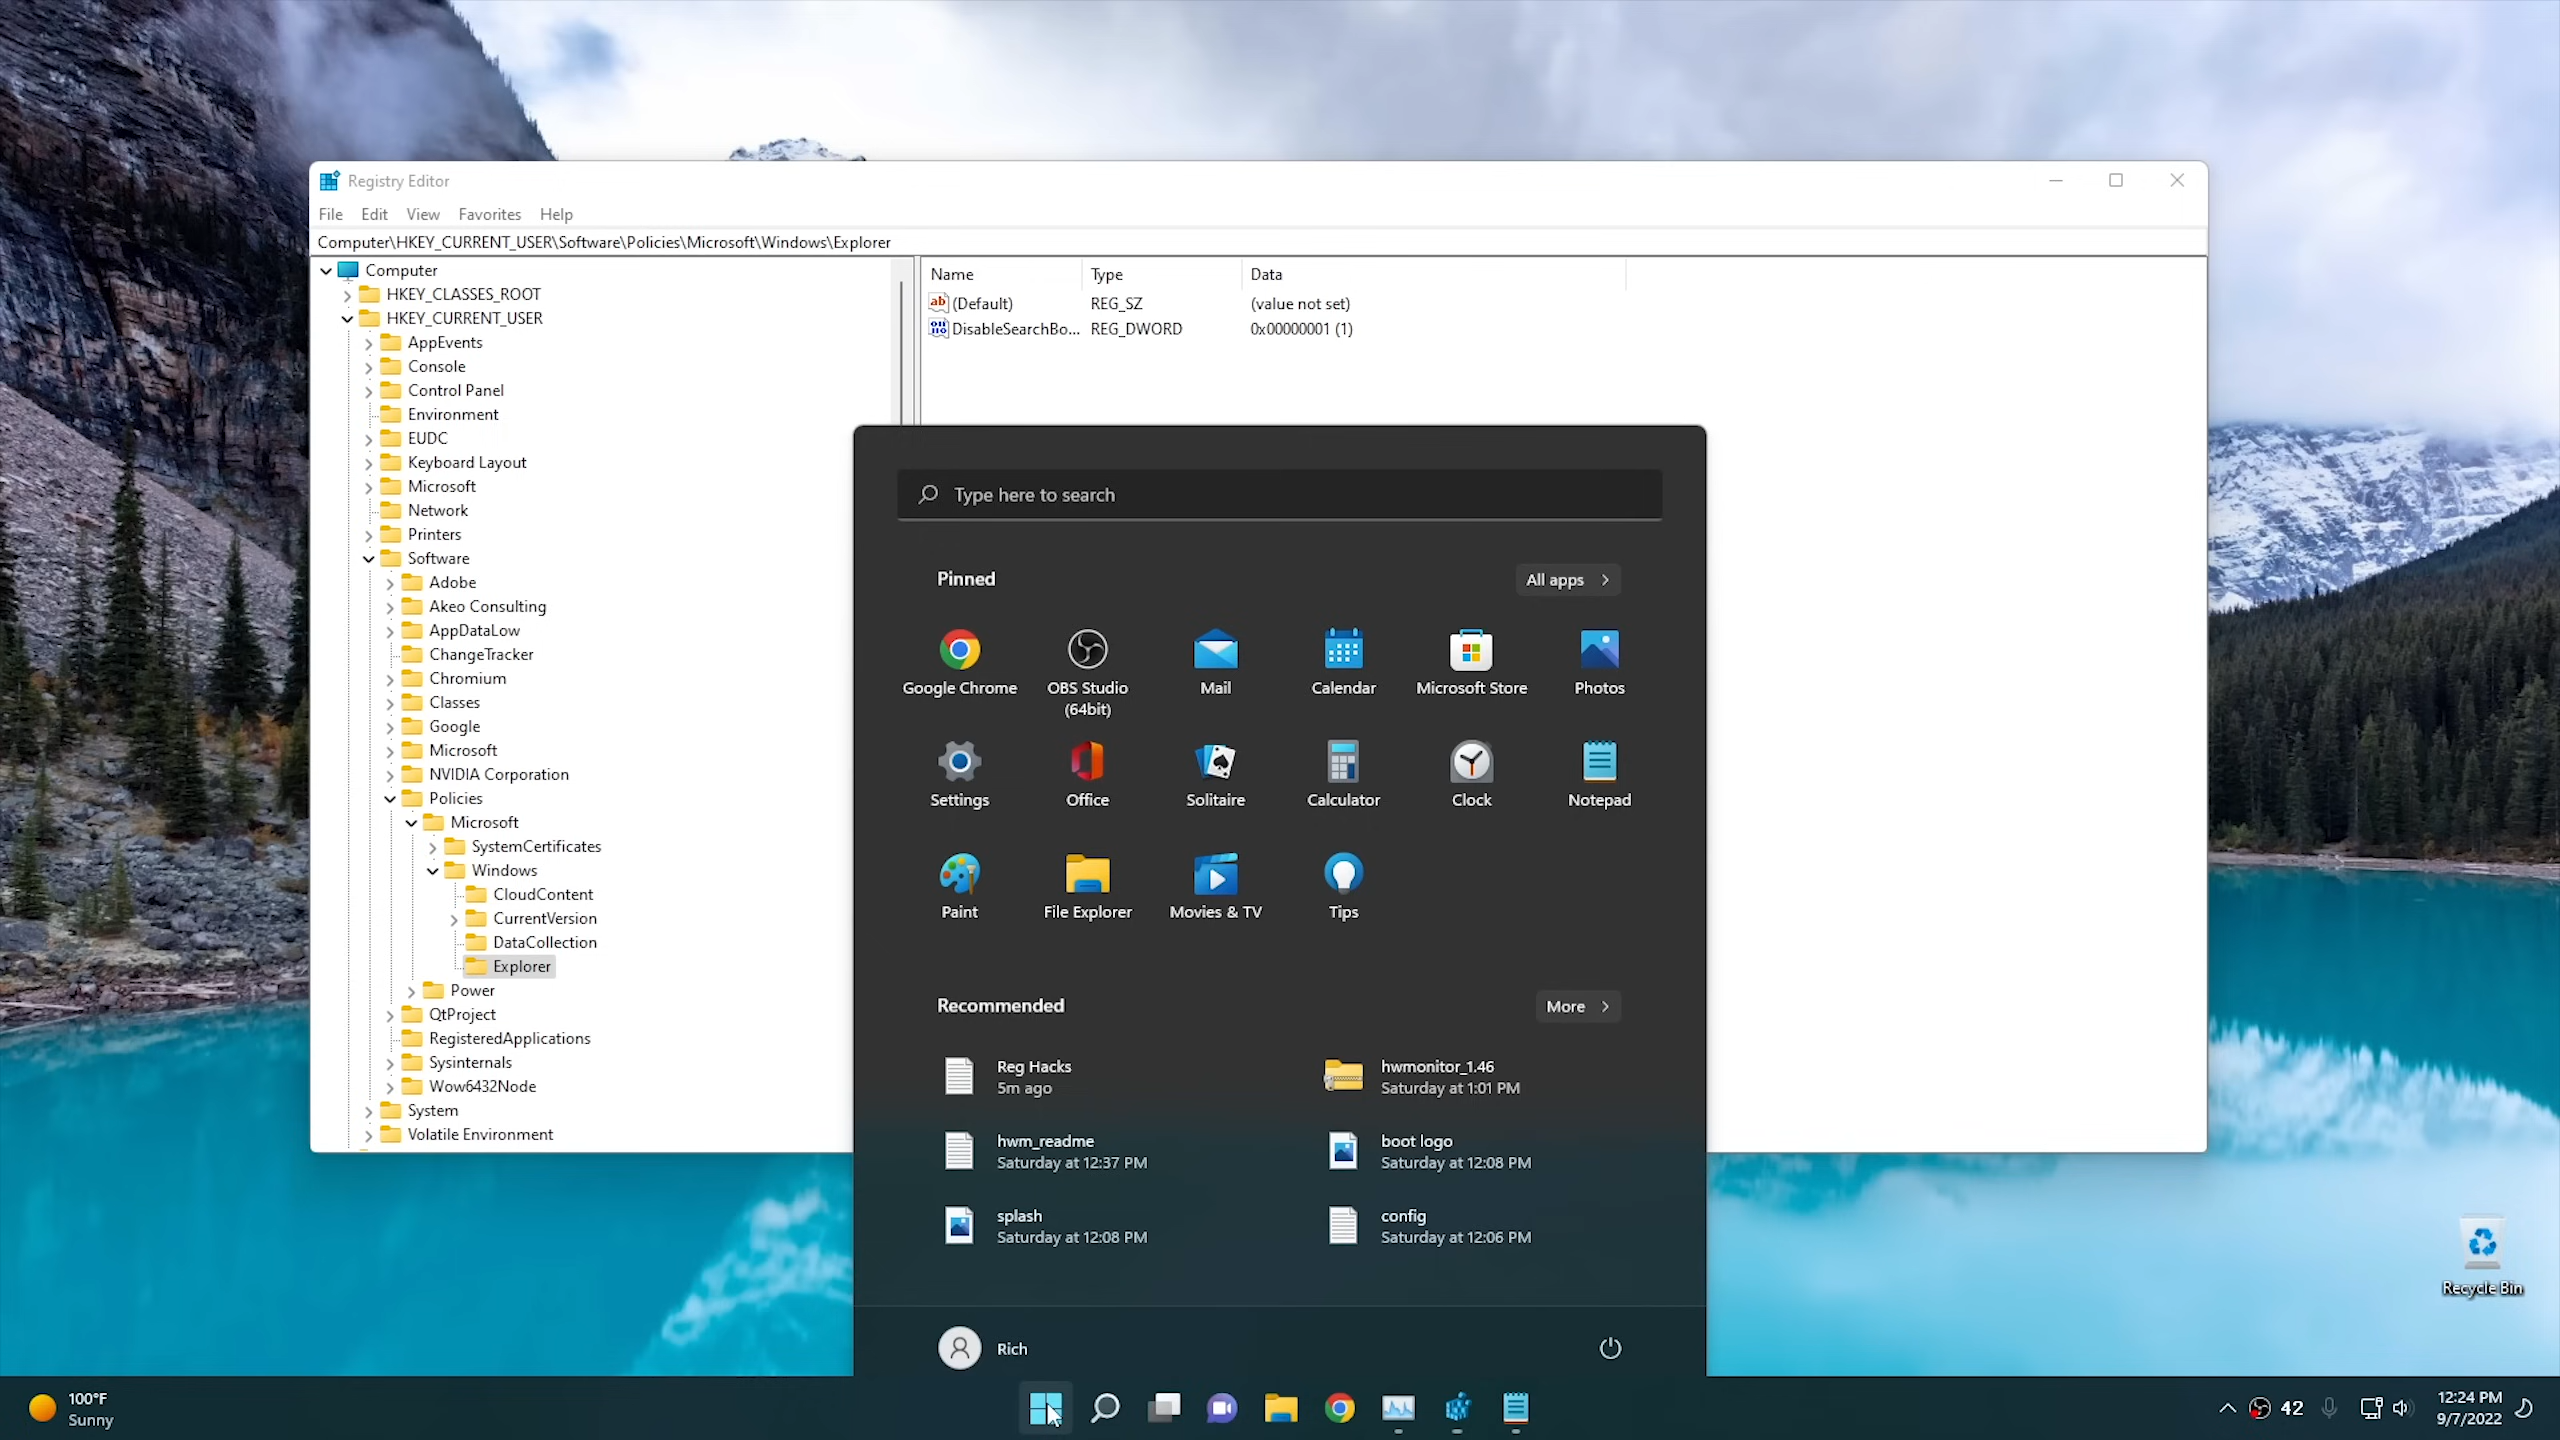 Registry Editor
File Edit View Favorites Help
Computer\HKEY_CURRENT_USER\Software\Policies\Microsoft\Windows\Explorer
Computer
HKEY_CLASSES_ROOT
HKEY_CURRENT_USER
AppEvents
Console
Control Panel
Environment
EUDC
Keyboard Layout
Microsoft
Network
Printers
Software
Adobe
Akeo Consulting
AppDataLow
ChangeTracker
Chromium
Classes
Google
Microsoft
NVIDIA Corporation
Policies
Microsoft
SystemCertificates
Windows
CloudContent
CurrentVersion
DataCollection
Explorer
Power
QtProject
RegisteredApplications
Sysinternals
Wow6432Node
System
Volatile Environment
Name Type Data
(Default) REG_SZ (value not set)
DisableSearchBo... REG_DWORD 0x00000001 (1)
Type here to search
Pinned All apps
Google Chrome
OBS Studio
(64bit)
Mail
Calendar
Microsoft Store
Photos
Settings
Office
Solitaire
Calculator
Clock
Notepad
Paint
File Explorer
Movies & TV
Tips
Recommended More
Reg Hacks
5m ago
hwmonitor_1.46
Saturday at 1:01 PM
hwm_readme
Saturday at 12:37 PM
boot logo
Saturday at 12:08 PM
splash
Saturday at 12:08 PM
config
Saturday at 12:06 PM
Rich
Recycle Bin
100°F
Sunny
42
12:24 PM
9/7/2022